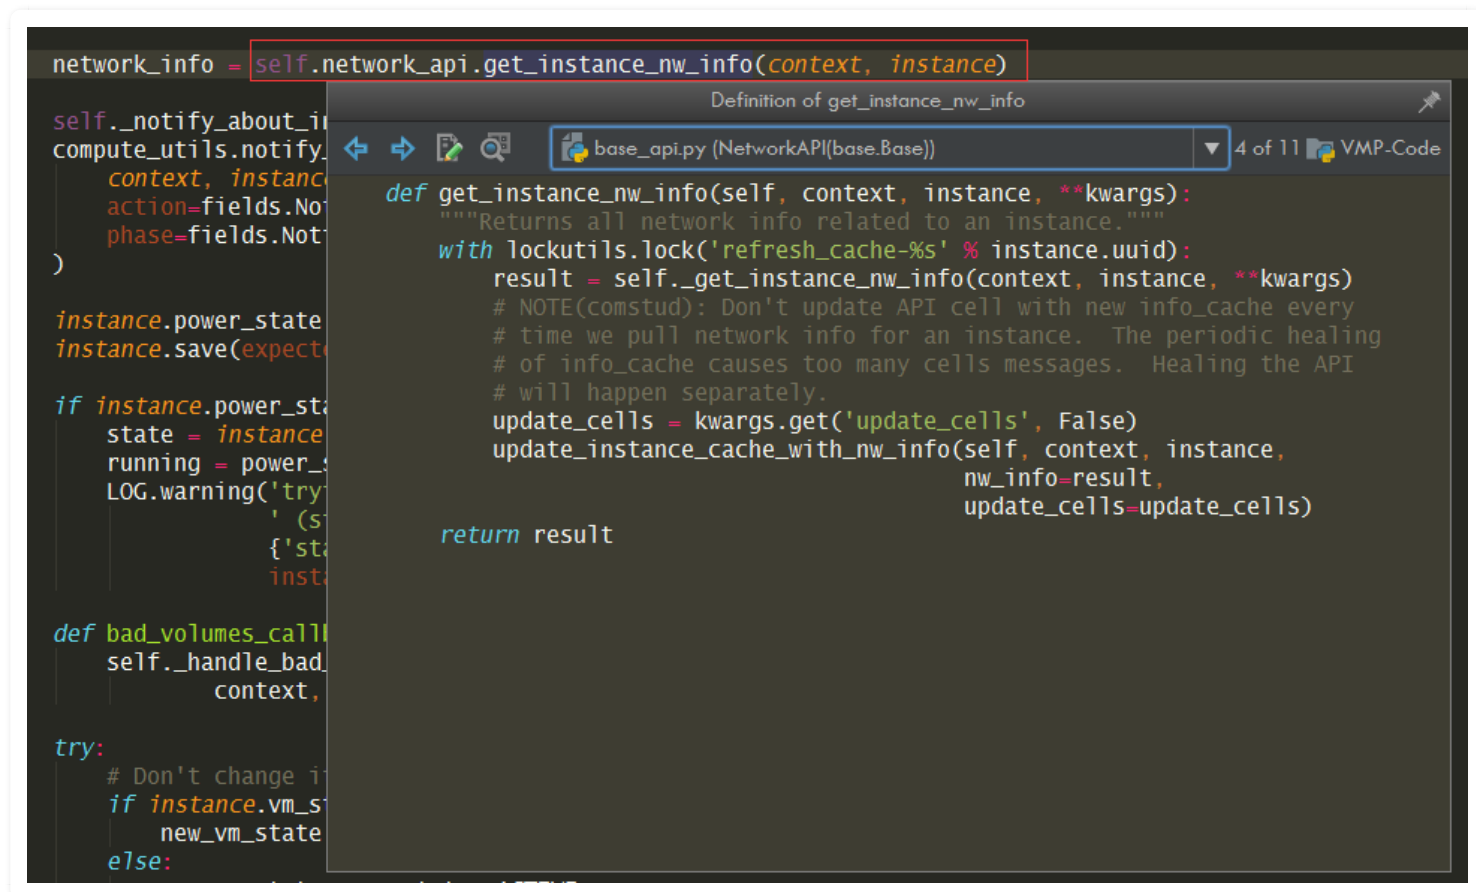 network_info = self.network_api.get_instance_nw_info(context, instance)
Definition of get_instance_nw_info
base_api.py (NetworkAPI(base.Base))
4 of 11
VMP-Code
def get_instance_nw_info(self, context, instance, **kwargs):
"""Returns all network info related to an instance."""
with lockutils.lock('refresh_cache-%s' % instance.uuid):
result = self._get_instance_nw_info(context, instance, **kwargs)
# NOTE(comstud): Don't update API cell with new info_cache every
# time we pull network info for an instance.  The periodic healing
# of info_cache causes too many cells messages.  Healing the API
# will happen separately.
update_cells = kwargs.get('update_cells', False)
update_instance_cache_with_nw_info(self, context, instance,
nw_info=result,
update_cells=update_cells)
return result
self._notify_about_i
compute_utils.notify_
context, instanc
action=fields.No
phase=fields.Not
)
instance.power_state
instance.save(expect
if instance.power_sta
state = instance
running = power_s
LOG.warning('try
' (s
{'sta
insta
def bad_volumes_call
self._handle_bad_
context,
try:
# Don't change i
if instance.vm_s
new_vm_state
else: